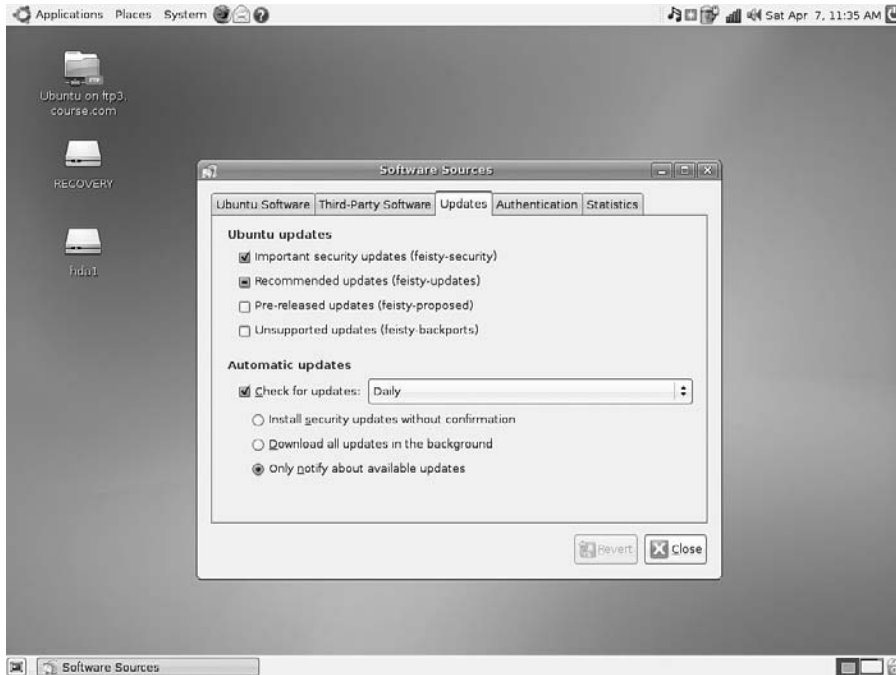 Applications Places System Sat Apr 7, 11:35 AM
Ubuntu on ftp3.
course.com
FTP
RECOVERY
hda1
Software Sources
Ubuntu Software Third-Party Software Updates Authentication Statistics
Ubuntu updates
Important security updates (feisty-security)
Recommended updates (feisty-updates)
Pre-released updates (feisty-proposed)
Unsupported updates (feisty-backports)
Automatic updates
Check for updates: Daily
Install security updates without confirmation
Download all updates in the background
Only notify about available updates
Revert Close
Software Sources